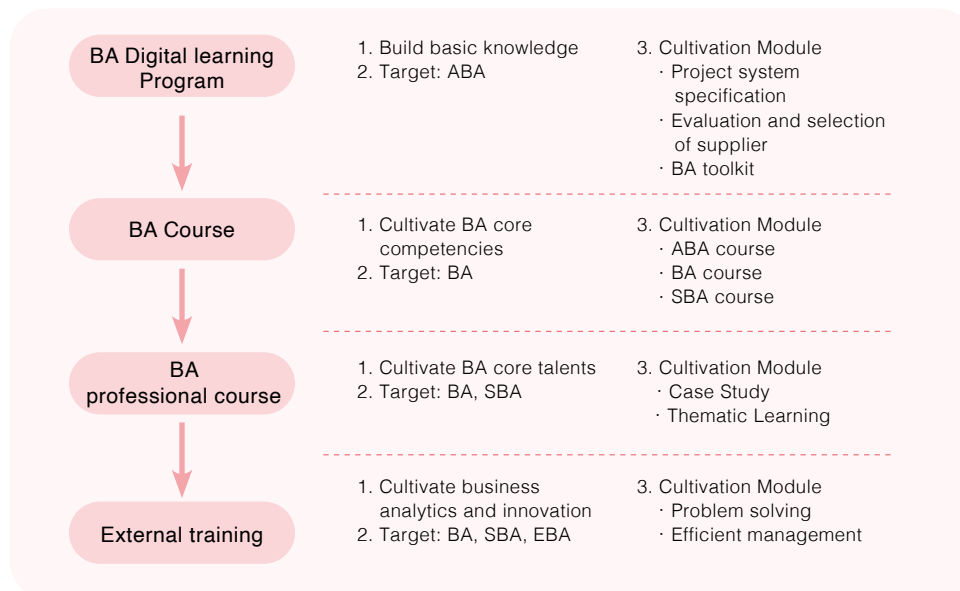 BA Digital learning
Program
1. Build basic knowledge
2. Target: ABA
3. Cultivation Module
· Project system
specification
· Evaluation and selection
of supplier
· BA toolkit
BA Course
1. Cultivate BA core
competencies
2. Target: BA
3. Cultivation Module
· ABA course
· BA course
· SBA course
BA
professional course
1. Cultivate BA core talents
2. Target: BA, SBA
3. Cultivation Module
· Case Study
· Thematic Learning
External training
1. Cultivate business
analytics and innovation
2. Target: BA, SBA, EBA
3. Cultivation Module
· Problem solving
· Efficient management